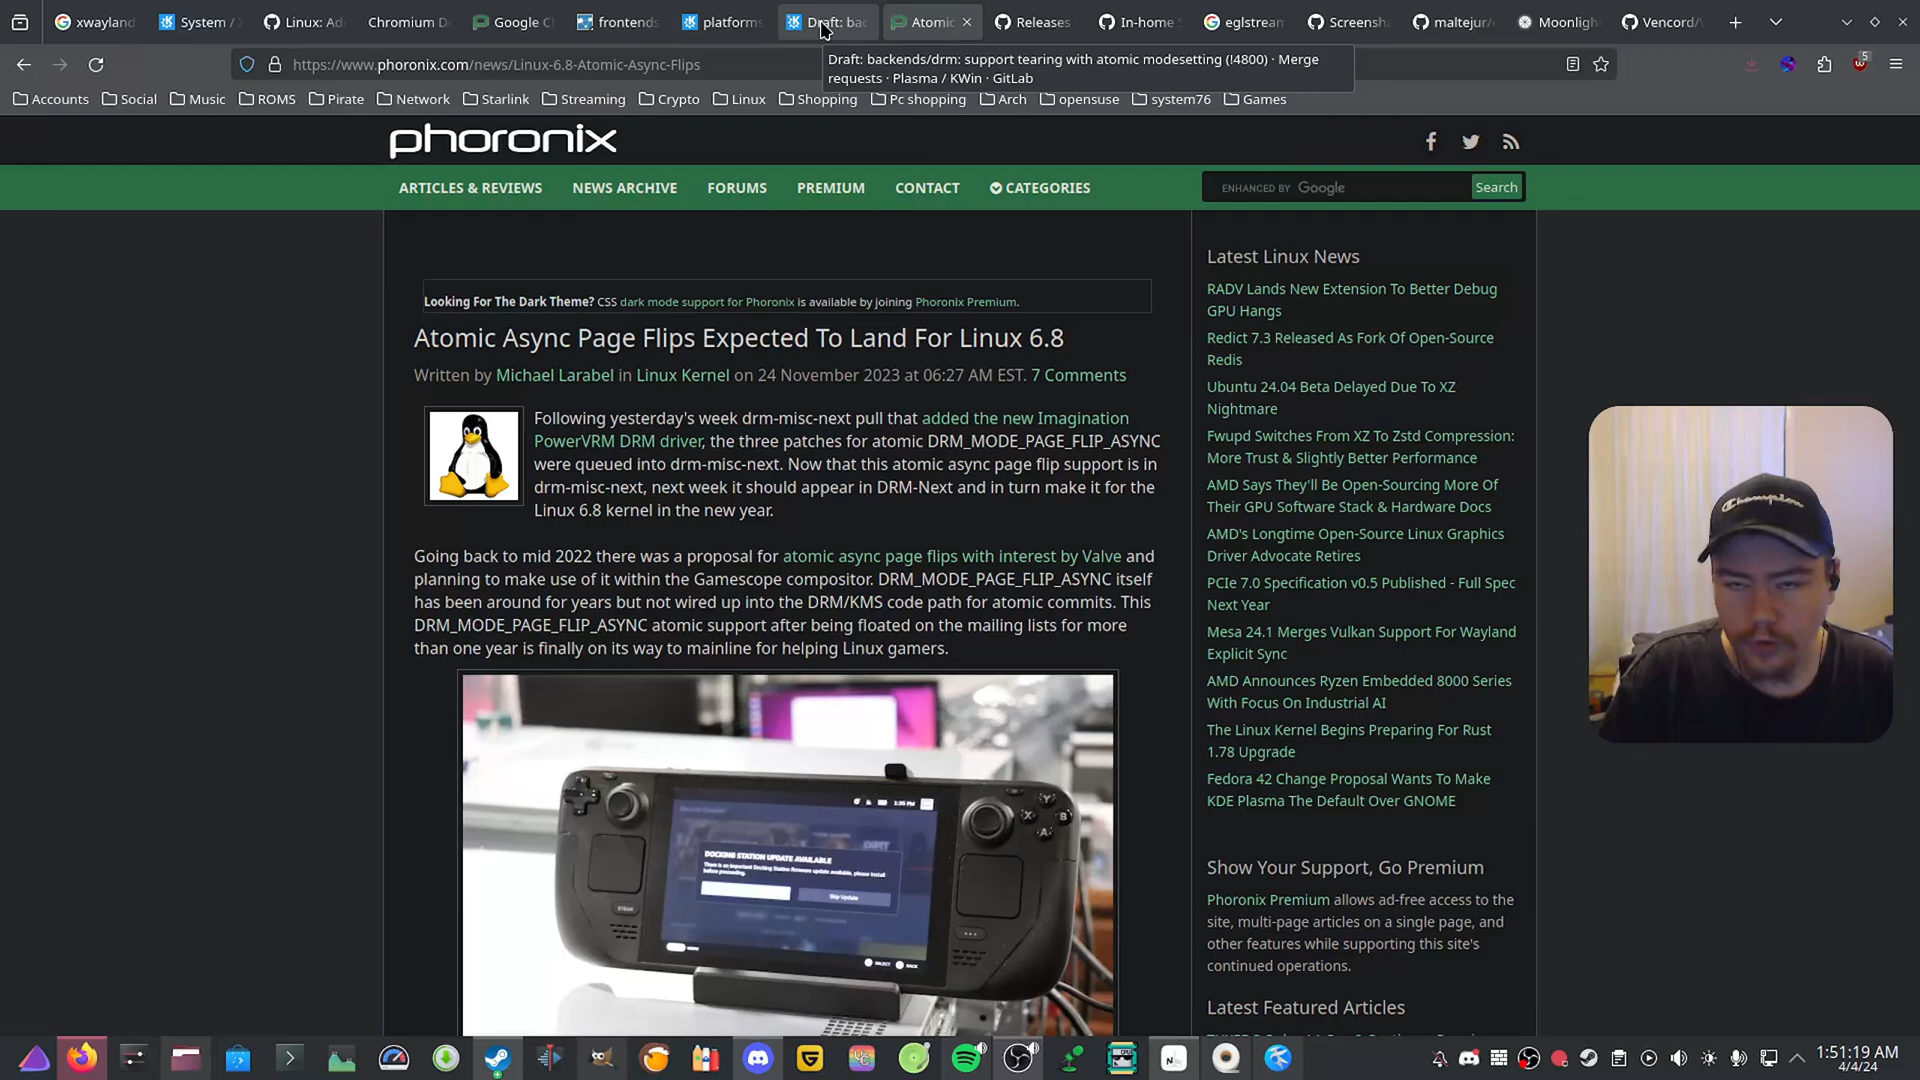 xwayland
System / X
Linux: Ad
Chromium D
Google C
frontends
platforms
Draft: bac
Atomic
Releases
In-home
eglstream
Screensh
maltejur/
Moonligh
Vencord/V
https://www.phoronix.com/news/Linux-6.8-Atomic-Async-Flips
5
Draft: backends/drm: support tearing with atomic modesetting (!4800) · Merge
requests · Plasma / KWin · GitLab
Accounts
Social
Music
ROMS
Pirate
Network
Starlink
Streaming
Crypto
Linux
Shopping
Pc shopping
Arch
opensuse
system76
Games
phoronix
ARTICLES & REVIEWS
NEWS ARCHIVE
FORUMS
PREMIUM
CONTACT
CATEGORIES
ENHANCED BY Google
Search
Looking For The Dark Theme? CSS dark mode support for Phoronix is available by joining Phoronix Premium.
Atomic Async Page Flips Expected To Land For Linux 6.8
Written by Michael Larabel in Linux Kernel on 24 November 2023 at 06:27 AM EST. 7 Comments
Following yesterday's week drm-misc-next pull that added the new Imagination
PowerVRM DRM driver, the three patches for atomic DRM_MODE_PAGE_FLIP_ASYNC
were queued into drm-misc-next. Now that this atomic async page flip support is in
drm-misc-next, next week it should appear in DRM-Next and in turn make it for the
Linux 6.8 kernel in the new year.
Going back to mid 2022 there was a proposal for atomic async page flips with interest by Valve and
planning to make use of it within the Gamescope compositor. DRM_MODE_PAGE_FLIP_ASYNC itself
has been around for years but not wired up into the DRM/KMS code path for atomic commits. This
DRM_MODE_PAGE_FLIP_ASYNC atomic support after being floated on the mailing lists for more
than one year is finally on its way to mainline for helping Linux gamers.
DOCKING STATION UPDATE AVAILABLE
Skip Update
STEAM
SELECT
BACK
Y
X
B
A
Latest Linux News
RADV Lands New Extension To Better Debug
GPU Hangs
Redict 7.3 Released As Fork Of Open-Source
Redis
Ubuntu 24.04 Beta Delayed Due To XZ
Nightmare
Fwupd Switches From XZ To Zstd Compression:
More Trust & Slightly Better Performance
AMD Says They'll Be Open-Sourcing More Of
Their GPU Software Stack & Hardware Docs
AMD's Longtime Open-Source Linux Graphics
Driver Advocate Retires
PCIe 7.0 Specification v0.5 Published - Full Spec
Next Year
Mesa 24.1 Merges Vulkan Support For Wayland
Explicit Sync
AMD Announces Ryzen Embedded 8000 Series
With Focus On Industrial AI
The Linux Kernel Begins Preparing For Rust
1.78 Upgrade
Fedora 42 Change Proposal Wants To Make
KDE Plasma The Default Over GNOME
Show Your Support, Go Premium
Phoronix Premium allows ad-free access to the
site, multi-page articles on a single page, and
other features while supporting this site's
continued operations.
Latest Featured Articles
Champion
1:51:19 AM
4/4/24